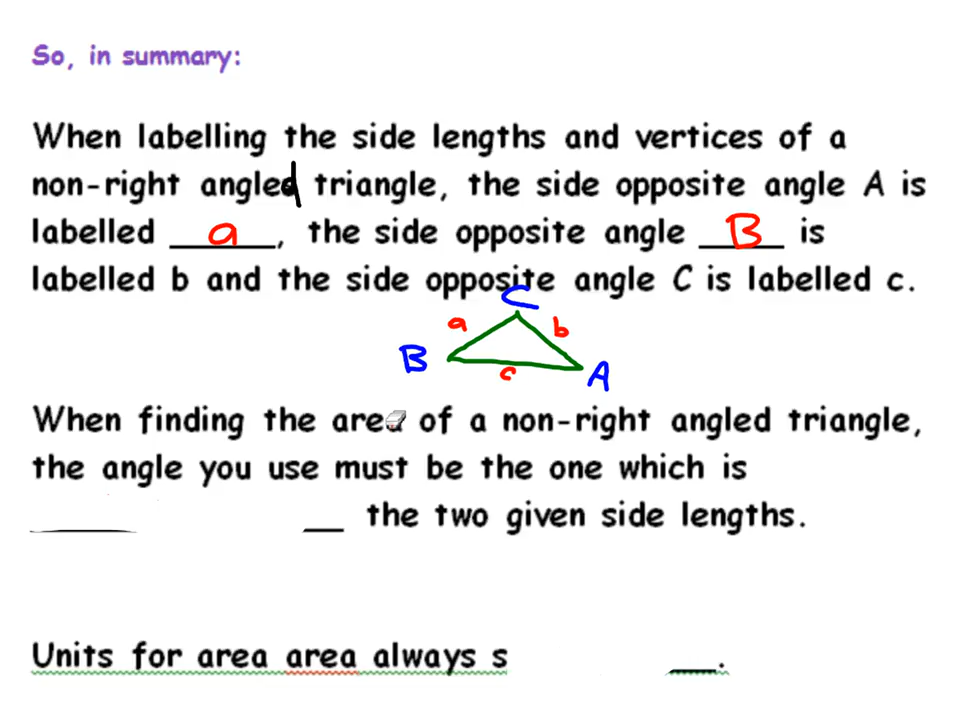 So, in summary:
When labelling the side lengths and vertices of a
non-right angled triangle, the side opposite angle A is
labelled a, the side opposite angle B is
labelled b and the side opposite angle C is labelled c.
C
a b
B c A
When finding the area of a non-right angled triangle,
the angle you use must be the one which is
the two given side lengths.
Units for area area always s .